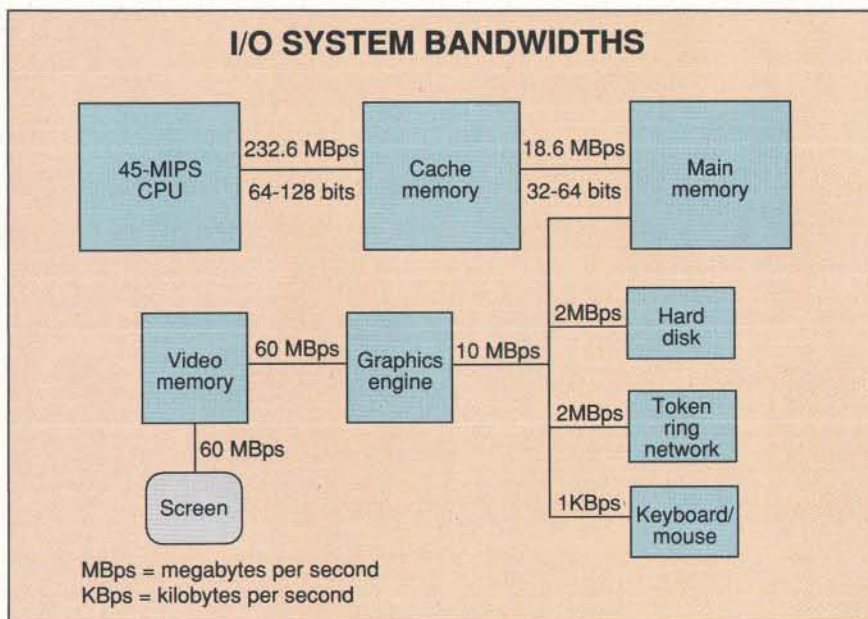 I/O SYSTEM BANDWIDTHS
45-MIPS
CPU
232.6 MBps
64-128 bits
Cache
memory
18.6 MBps
32-64 bits
Main
memory
Video
memory
60 MBps
Graphics
engine
10 MBps
2MBps
Hard
disk
2MBps
Token
ring
network
1KBps
Keyboard/
mouse
60 MBps
Screen
MBps = megabytes per second
KBps = kilobytes per second